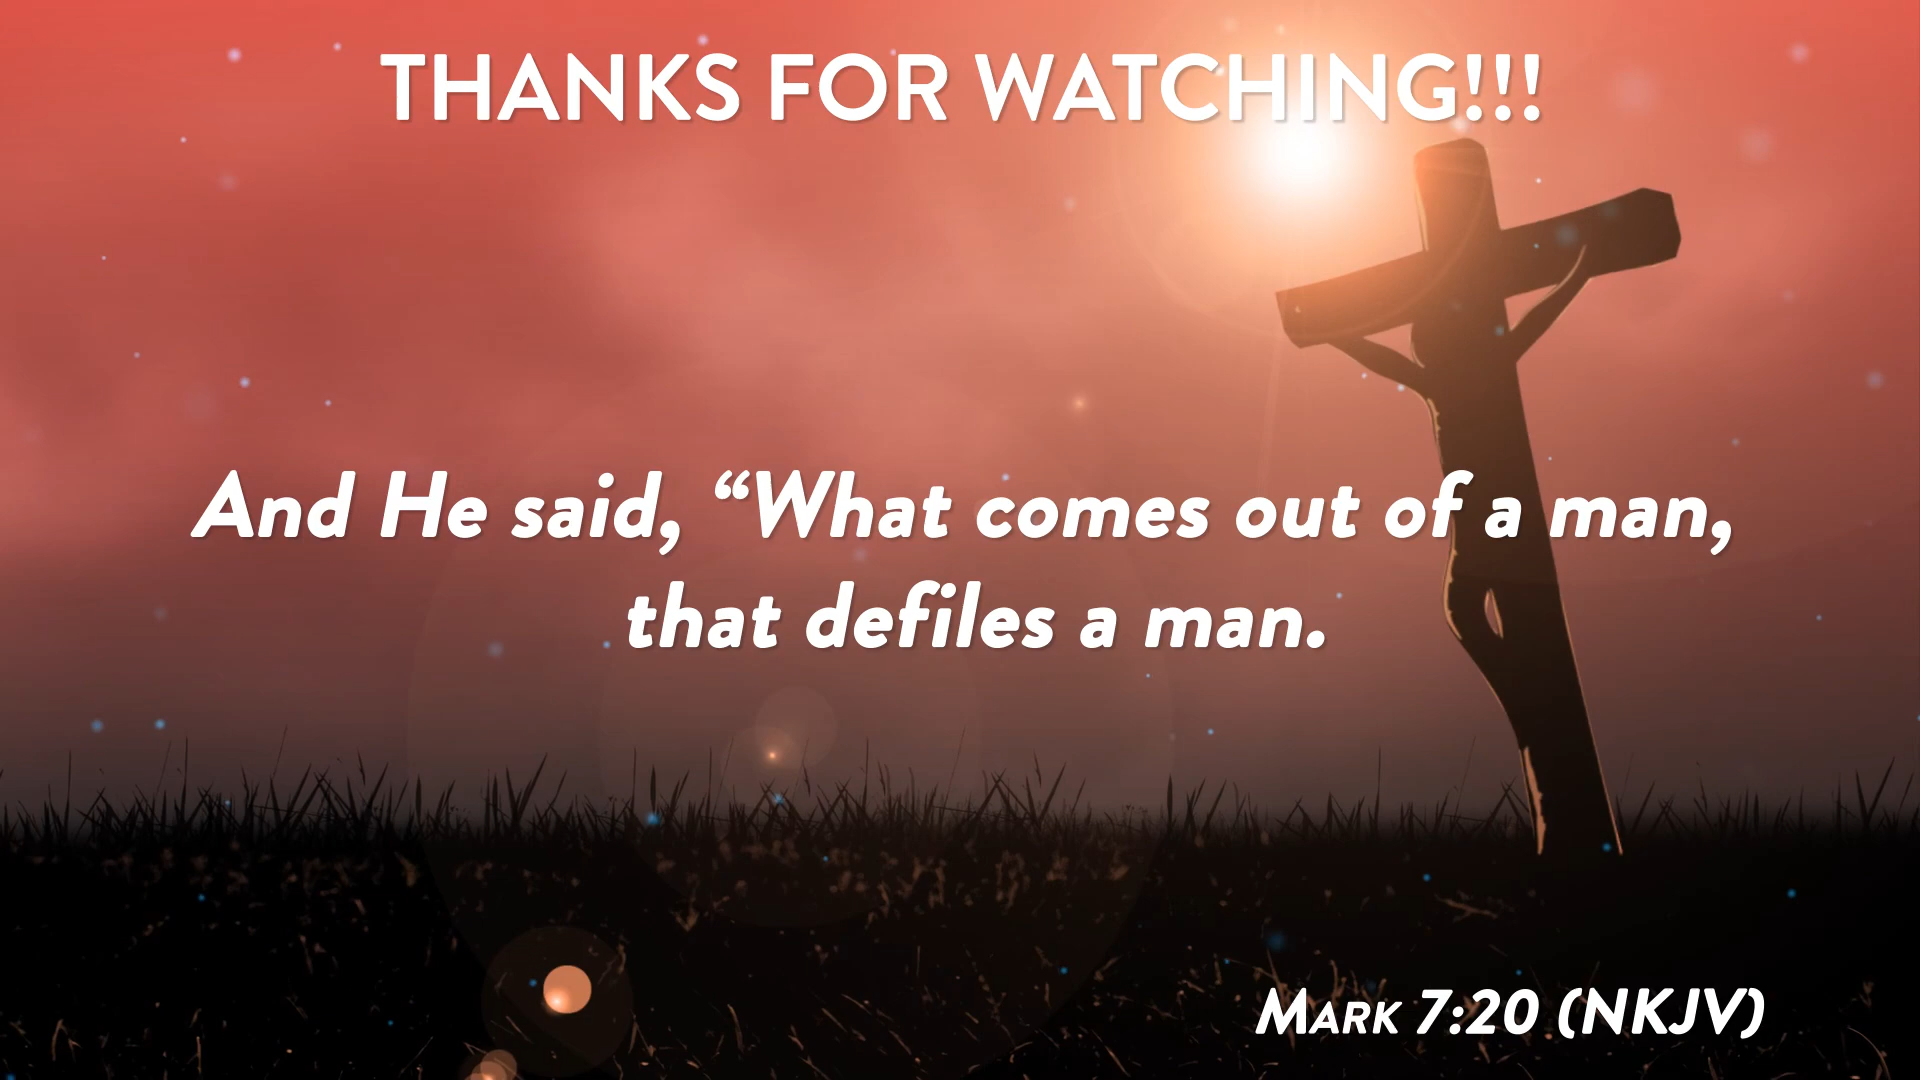 THANKS FOR WATCHING!!!
And He said, “What comes out of a man,
that defiles a man.
Mark 7:20 (NKJV)